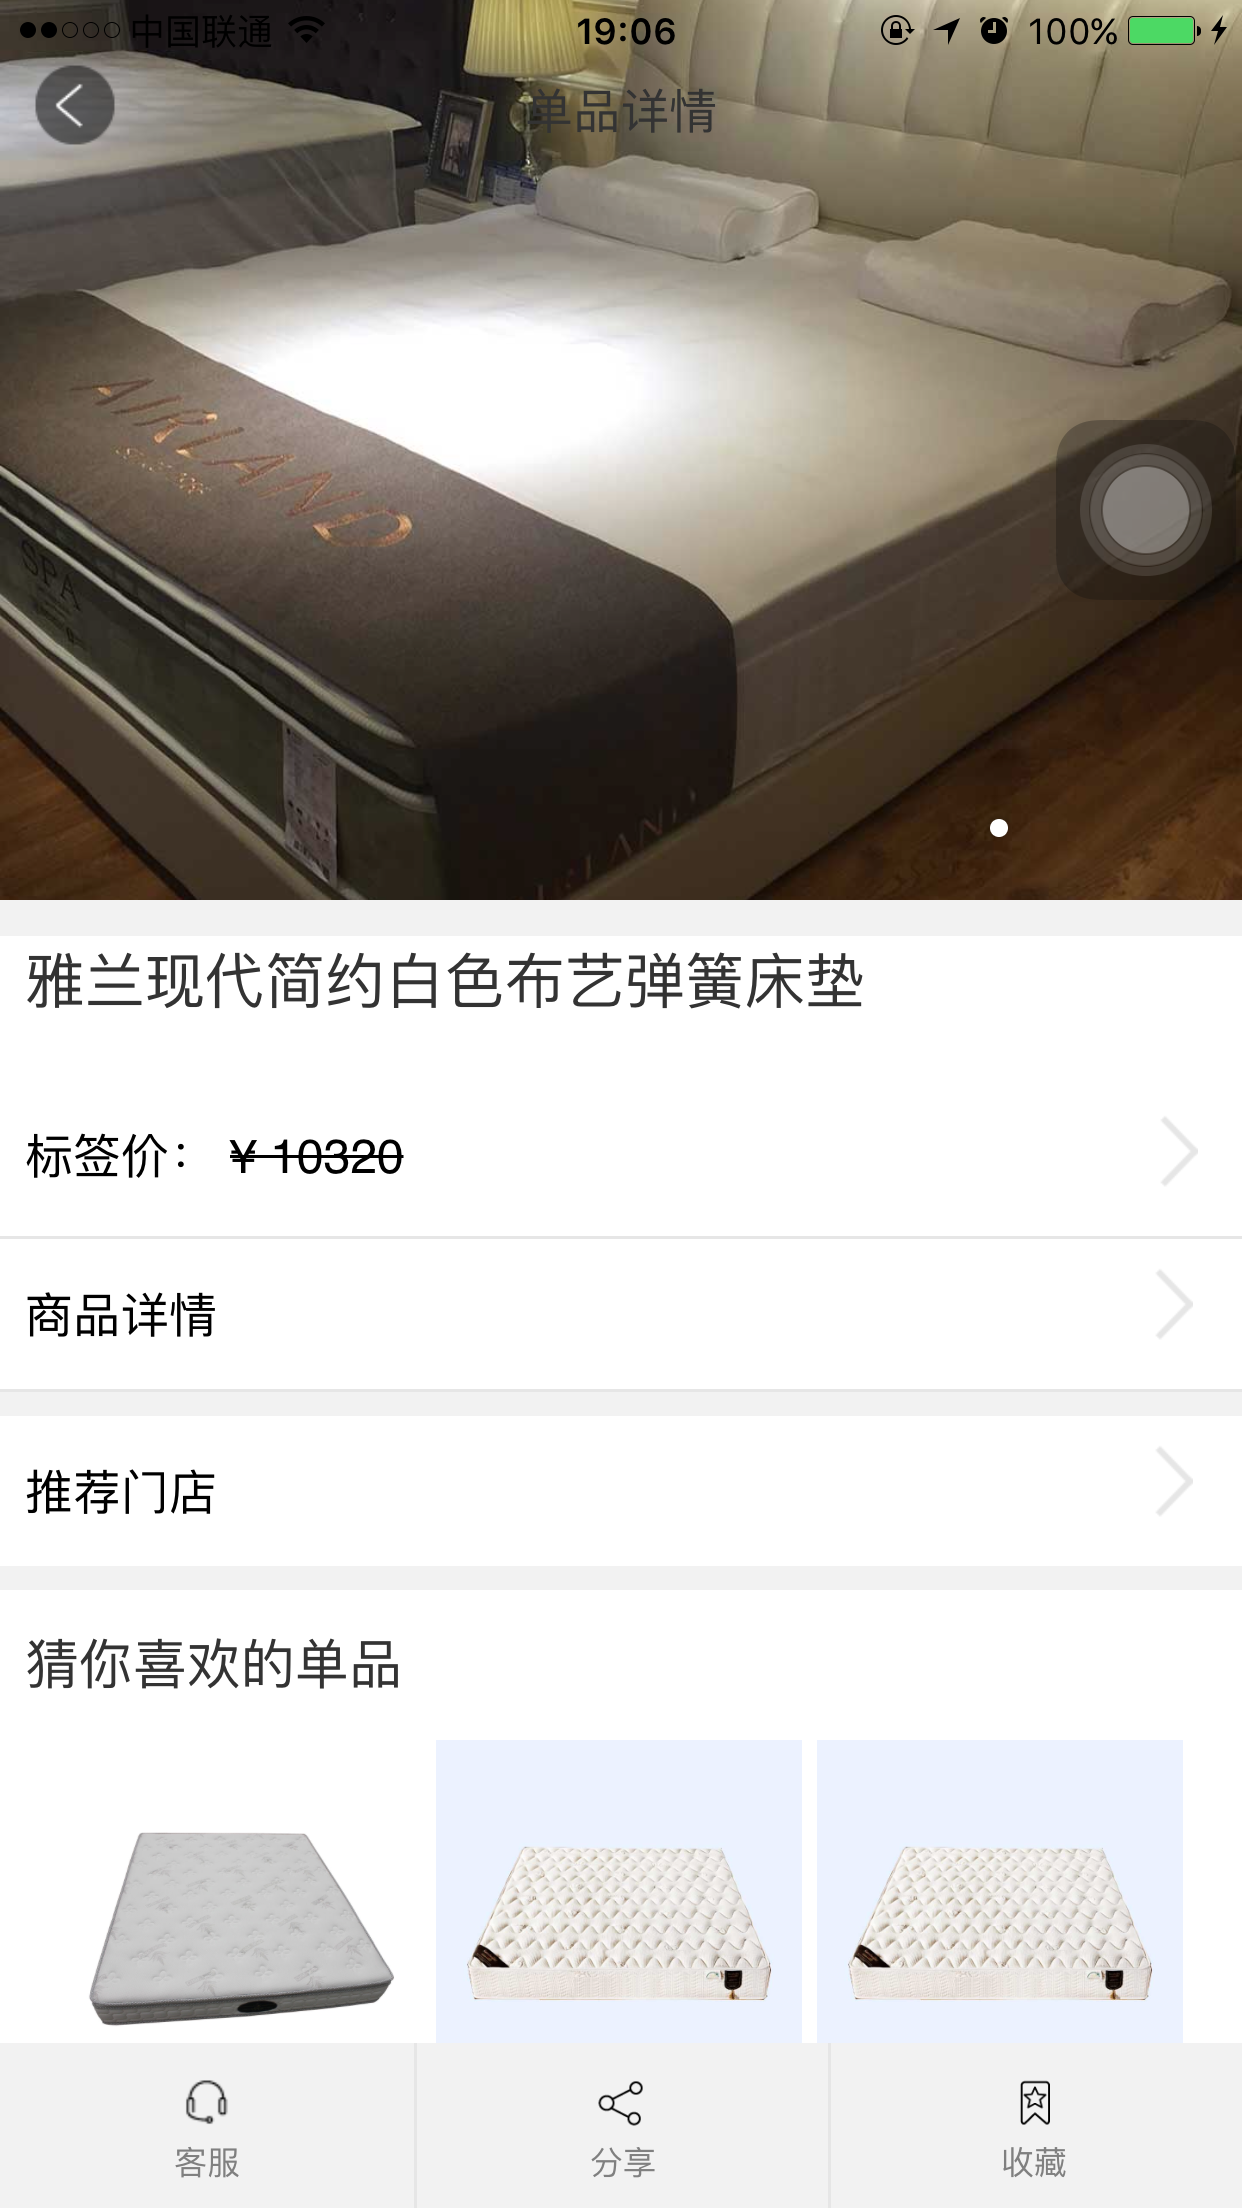 中国联通 19:06 100%
单品详情
AIRLAND
SPA
雅兰现代简约白色布艺弹簧床垫
标签价： ¥ 10320
商品详情
推荐门店
猜你喜欢的单品
客服 分享 收藏